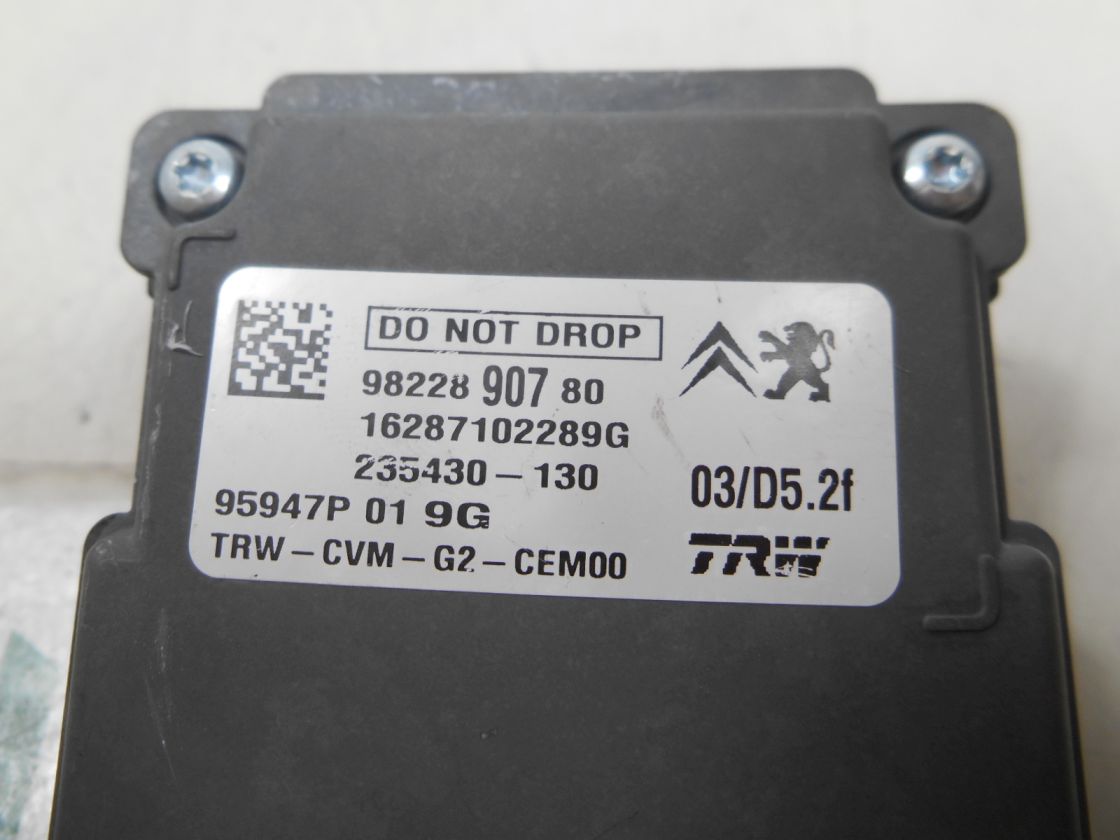 DO NOT DROP
98228 907 80
16287102289G
235430-130
03/D5.2f
95947P 01 9G
TRW-CVM-G2-CEM00
TRW